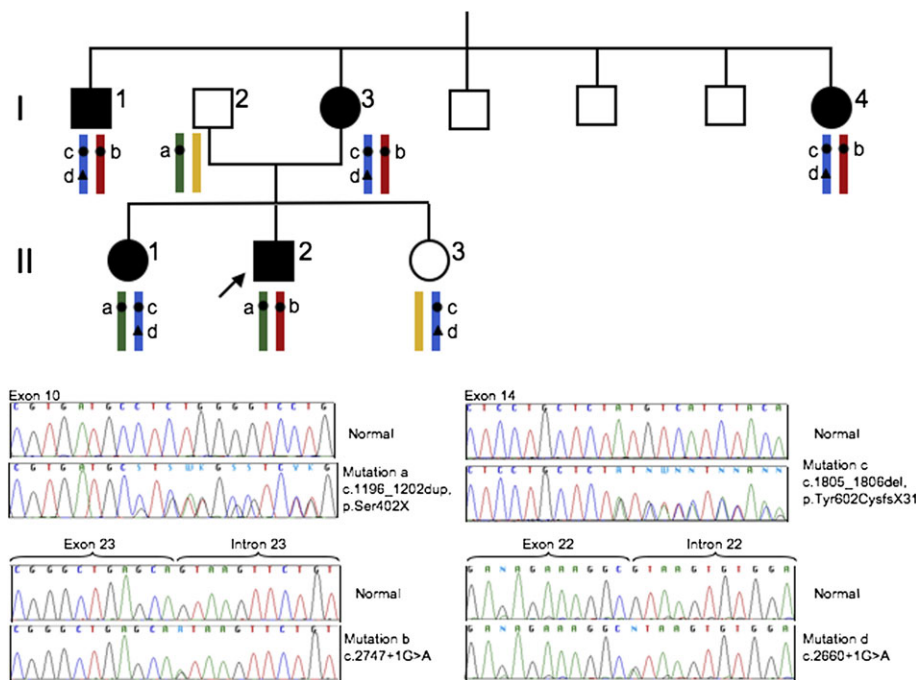 I
1
2
3
4
c
b
a
c
b
c
b
d
d
d
II
1
2
3
a
c
a
b
c
d
d
Exon 10
Exon 14
C G T G A T G C C T C T G G G G T C C T G
Normal
C T C C T G C T C T A T G T C A T C T A C A
Normal
C G T G A T G C S T S W K G S S T C V K G
Mutation a
c.1196_1202dup,
p.Ser402X
C T C C T G C T C T A T N W N N T N N A N N
Mutation c
c.1805_1806del,
p.Tyr602CysfsX31
Exon 23
Intron 23
Exon 22
Intron 22
C G G G C T G A G C A G T A A G T T C T G T
Normal
G A N A G A A A G G C G T A A G T G T G G A
Normal
C G G G C T G A G C A R T A A G T T C T G T
Mutation b
c.2747+1G>A
G A N A G A A A G G C N T A A G T G T G G A
Mutation d
c.2660+1G>A